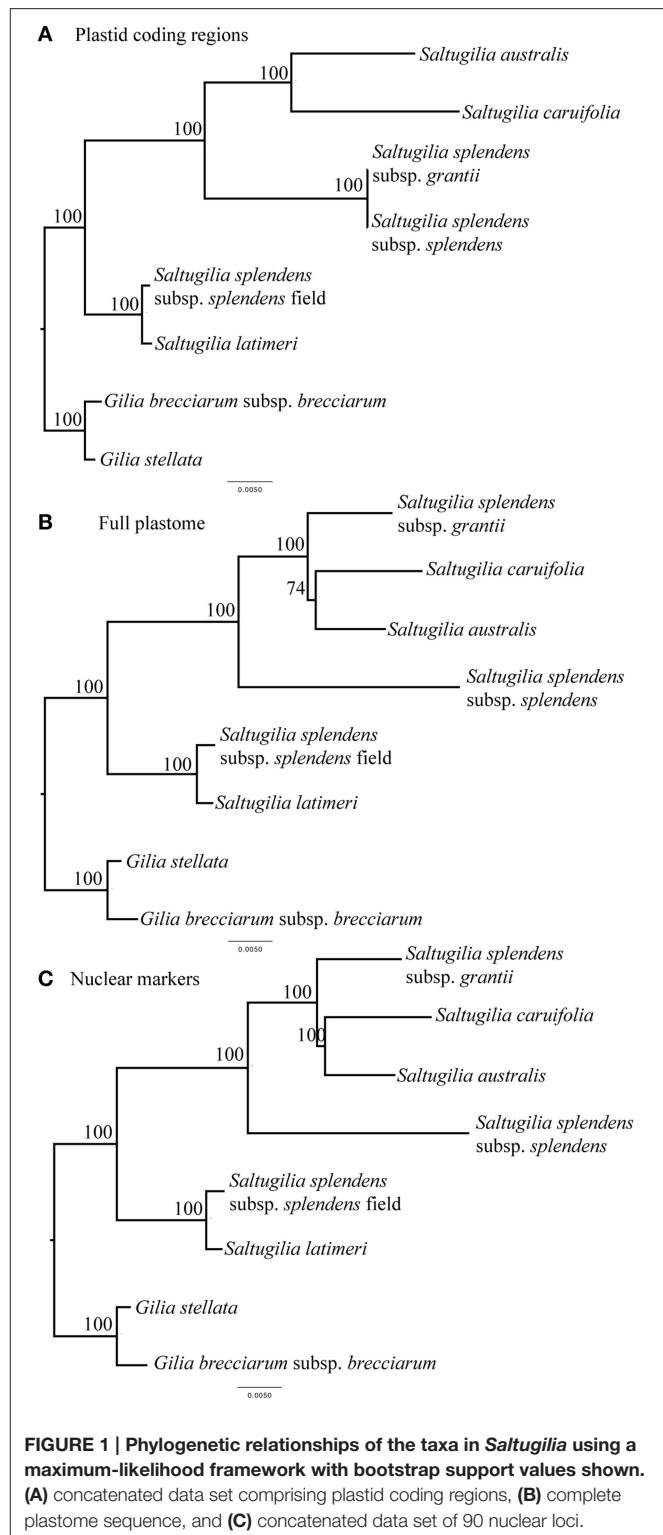 A Plastid coding regions
100
Saltugilia australis
100
Saltugilia caruifolia
Saltugilia splendens
subsp. grantii
100
Saltugilia splendens
subsp. splendens
100
Saltugilia splendens
subsp. splendens field
100
Saltugilia latimeri
Gilia brecciarum subsp. brecciarum
100
Gilia stellata
0.0050
B Full plastome
Saltugilia splendens
subsp. grantii
100
Saltugilia caruifolia
74
100
Saltugilia australis
Saltugilia splendens
subsp. splendens
100
Saltugilia splendens
subsp. splendens field
100
Saltugilia latimeri
Gilia stellata
100
Gilia brecciarum subsp. brecciarum
0.0050
C Nuclear markers
Saltugilia splendens
subsp. grantii
100
Saltugilia caruifolia
100
100
Saltugilia australis
Saltugilia splendens
subsp. splendens
100
Saltugilia splendens
subsp. splendens field
100
Saltugilia latimeri
Gilia stellata
100
Gilia brecciarum subsp. brecciarum
0.0050
FIGURE 1 | Phylogenetic relationships of the taxa in Saltugilia using a
maximum-likelihood framework with bootstrap support values shown.
(A) concatenated data set comprising plastid coding regions, (B) complete
plastome sequence, and (C) concatenated data set of 90 nuclear loci.